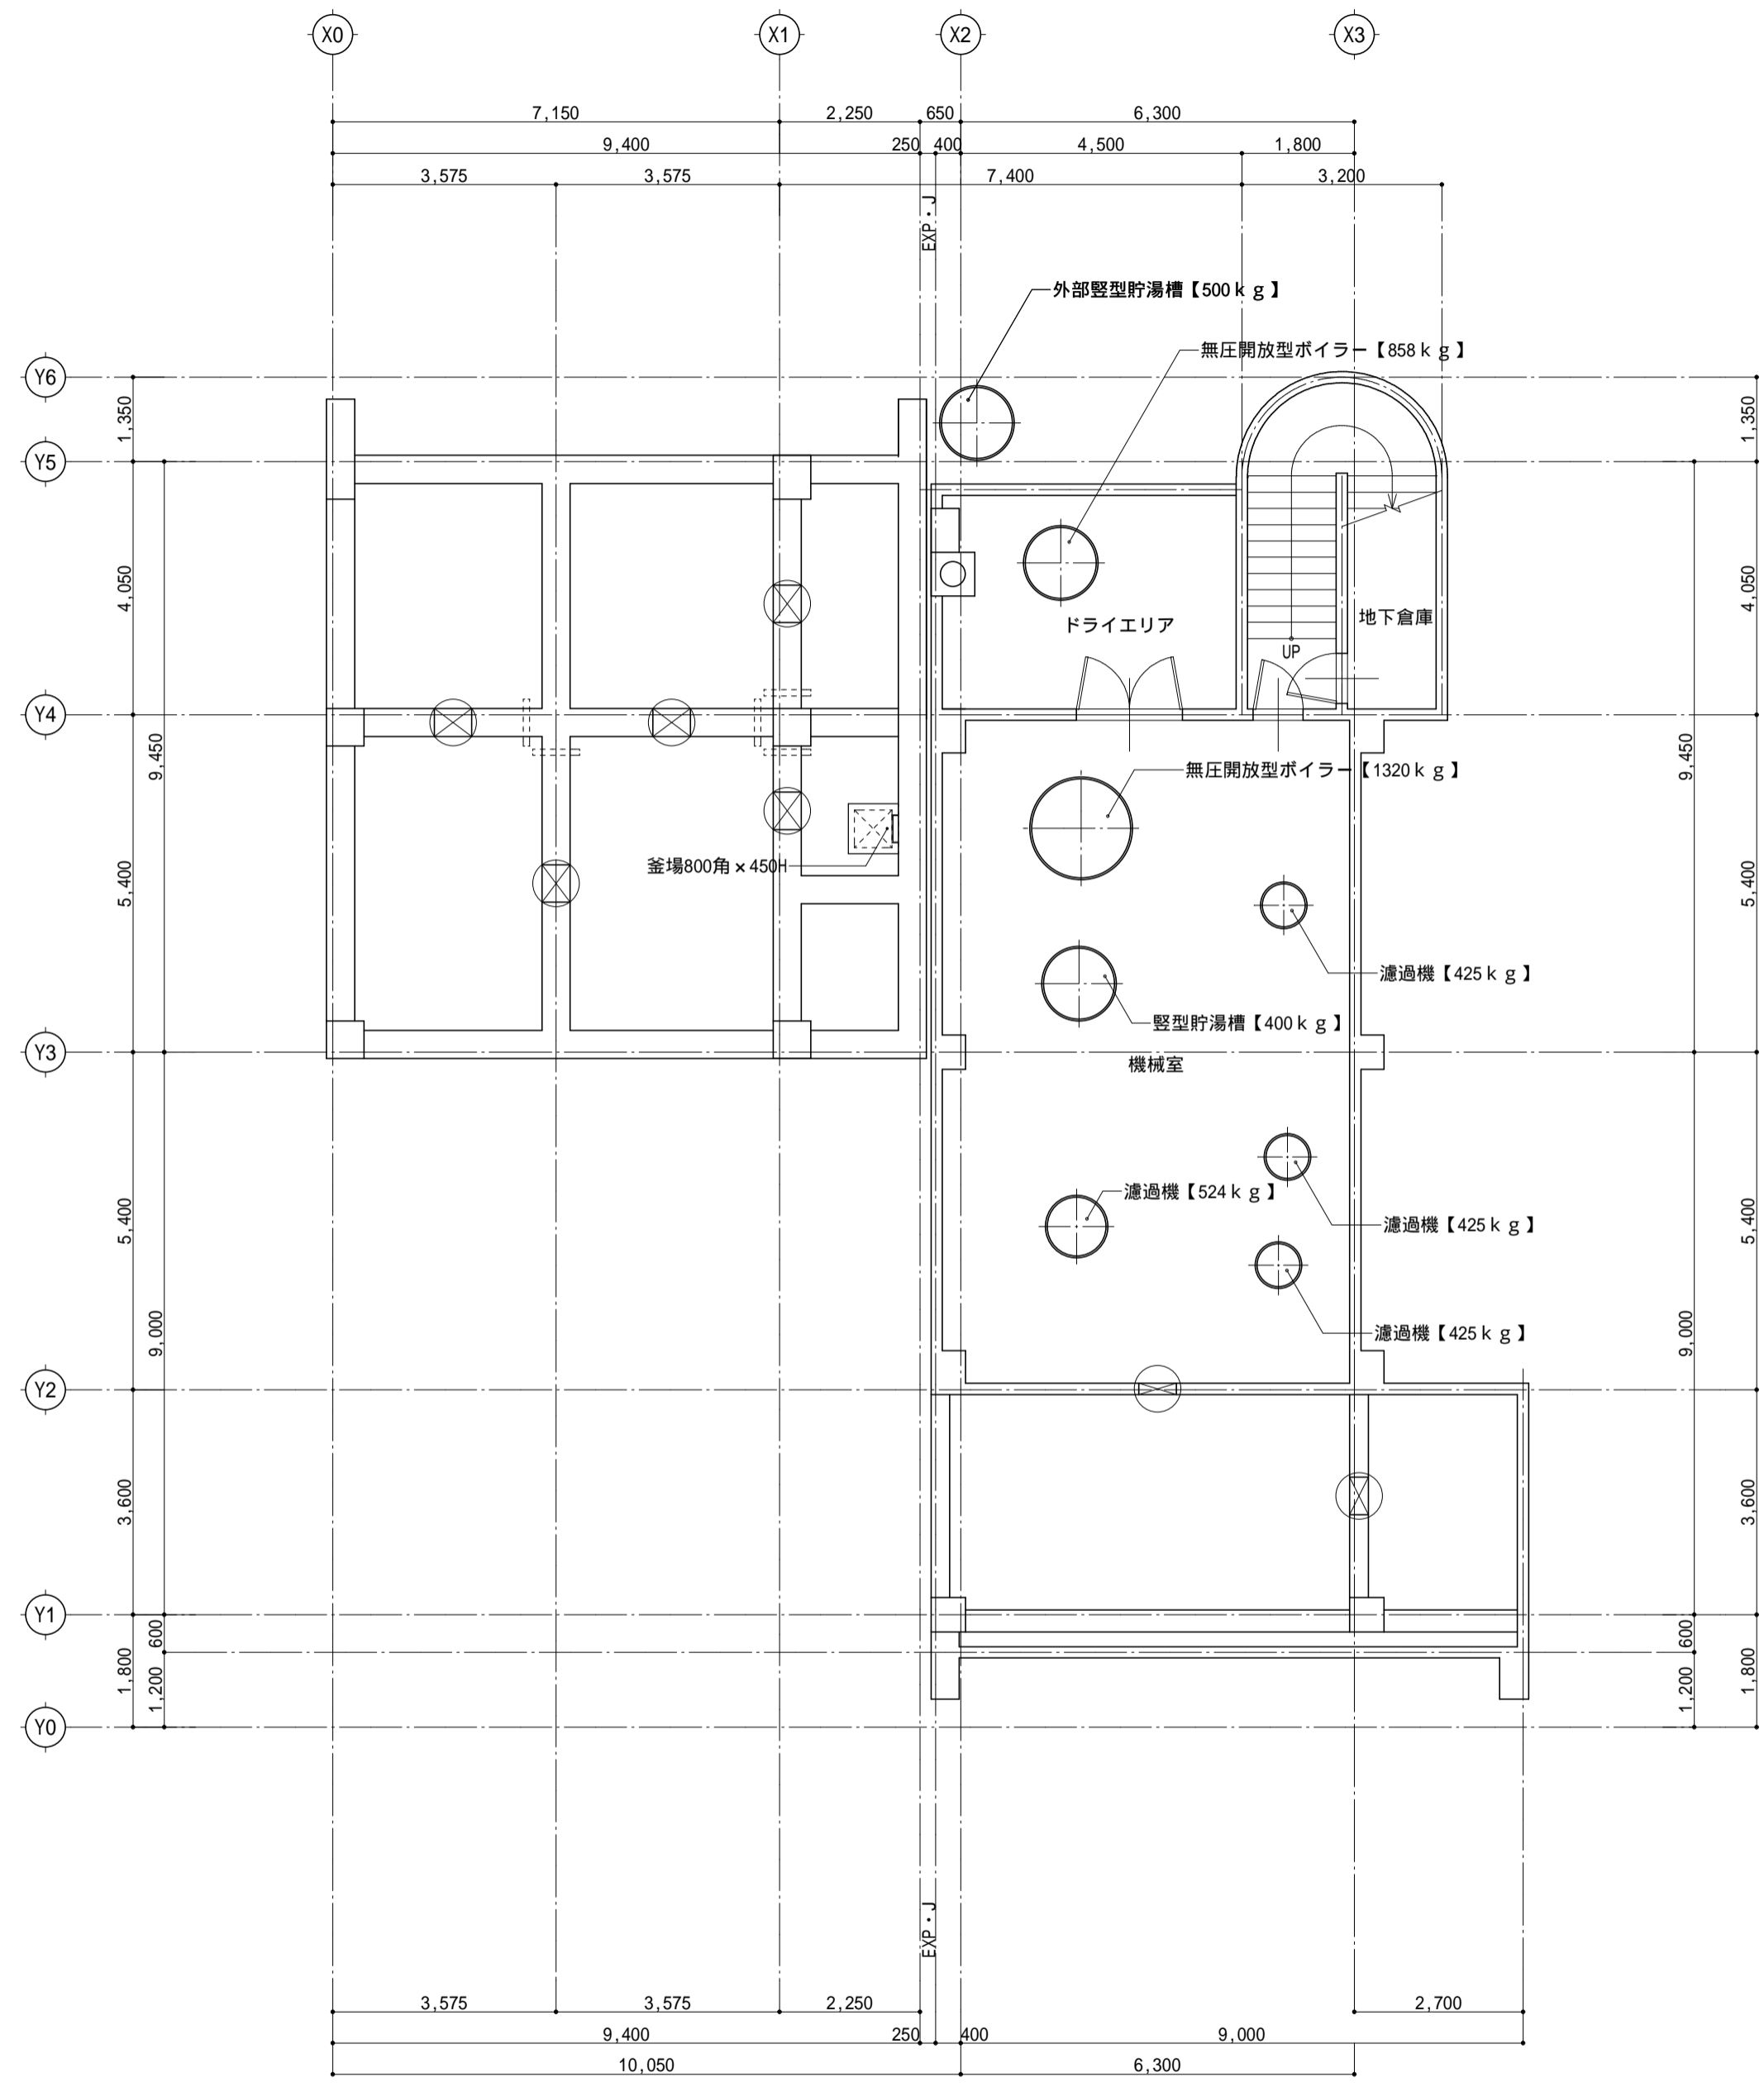 X0 X1 X2 X3
7,150 2,250 650 6,300
9,400 250 400 4,500 1,800
3,575 3,575 7,400 3,200
EXP・J
外部竪型貯湯槽【500ｋｇ】
無圧開放型ボイラー【858ｋｇ】
Y6
1,350 1,350
Y5
4,050 4,050
地下倉庫
ドライエリア
UP
Y4
9,450 9,450
無圧開放型ボイラー【1320ｋｇ】
釜場800角×450H
5,400 5,400
濾過機【425ｋｇ】
竪型貯湯槽【400ｋｇ】
Y3
機械室
濾過機【524ｋｇ】
5,400 5,400
濾過機【425ｋｇ】
9,000 9,000
濾過機【425ｋｇ】
Y2
3,600 3,600
Y1
600 600
1,800 1,200 1,200 1,800
Y0
EXP・J
3,575 3,575 2,250 2,700
9,400 250 400 9,000
10,050 6,300